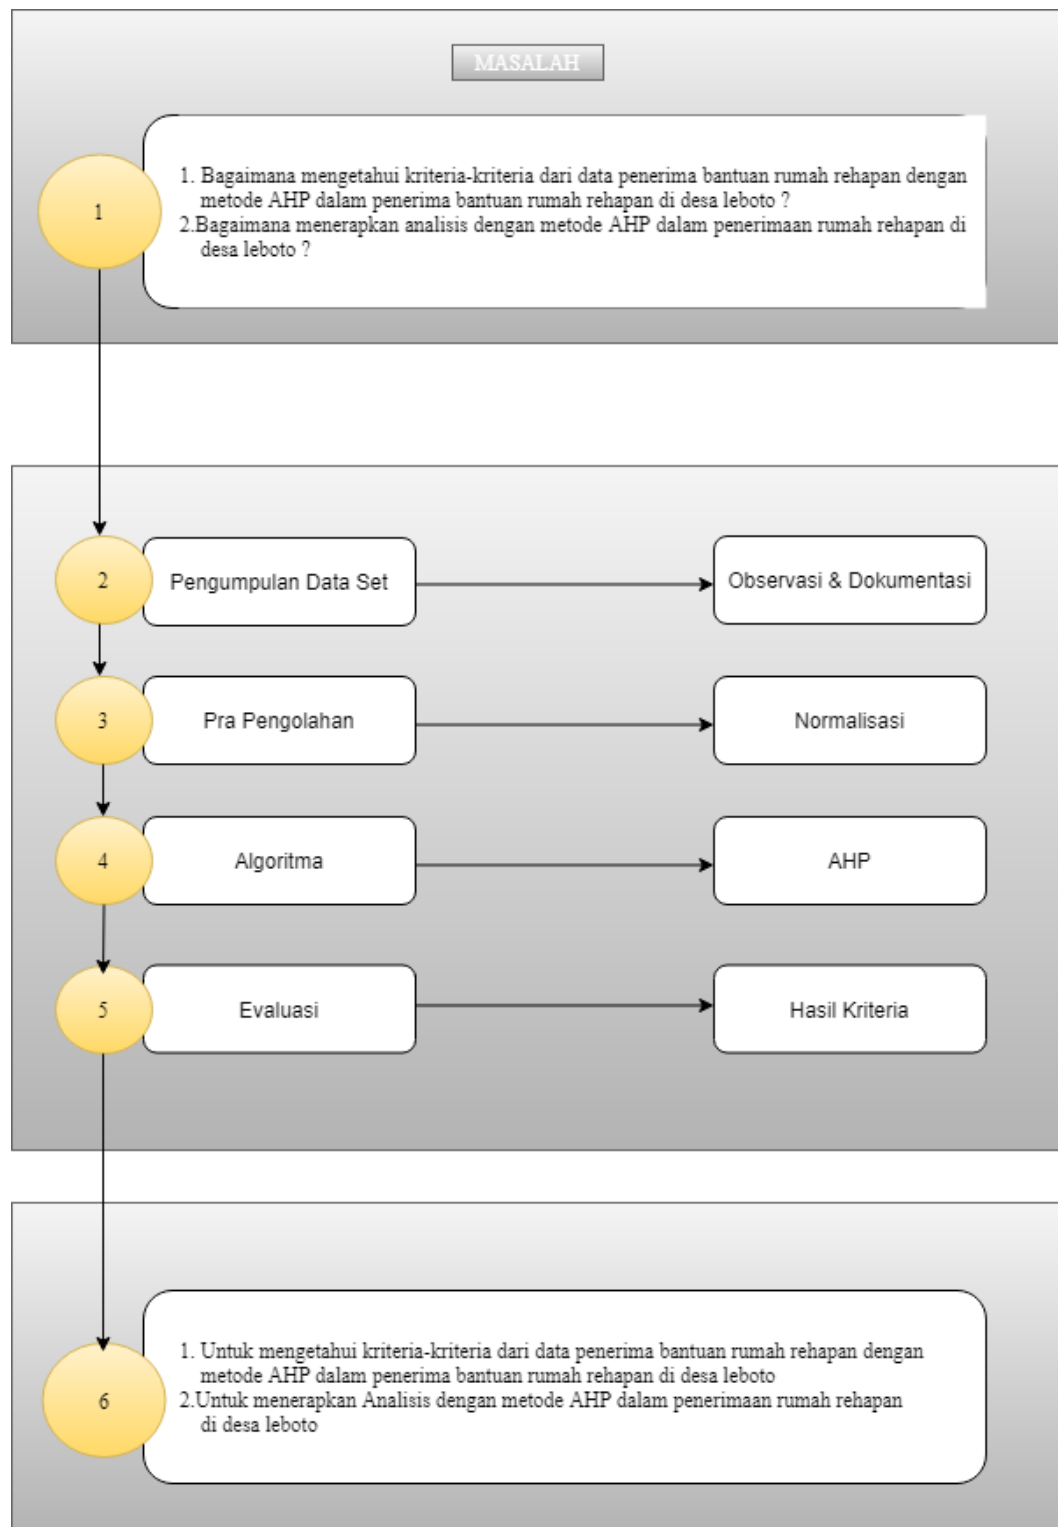 MASALAH
1
1. Bagaimana mengetahui kriteria-kriteria dari data penerima bantuan rumah rehapan dengan
metode AHP dalam penerima bantuan rumah rehapan di desa leboto ?
2.Bagaimana menerapkan analisis dengan metode AHP dalam penerimaan rumah rehapan di
desa leboto ?
2
Pengumpulan Data Set
Observasi & Dokumentasi
3
Pra Pengolahan
Normalisasi
4
Algoritma
AHP
5
Evaluasi
Hasil Kriteria
6
1. Untuk mengetahui kriteria-kriteria dari data penerima bantuan rumah rehapan dengan
metode AHP dalam penerima bantuan rumah rehapan di desa leboto
2.Untuk menerapkan Analisis dengan metode AHP dalam penerimaan rumah rehapan
di desa leboto